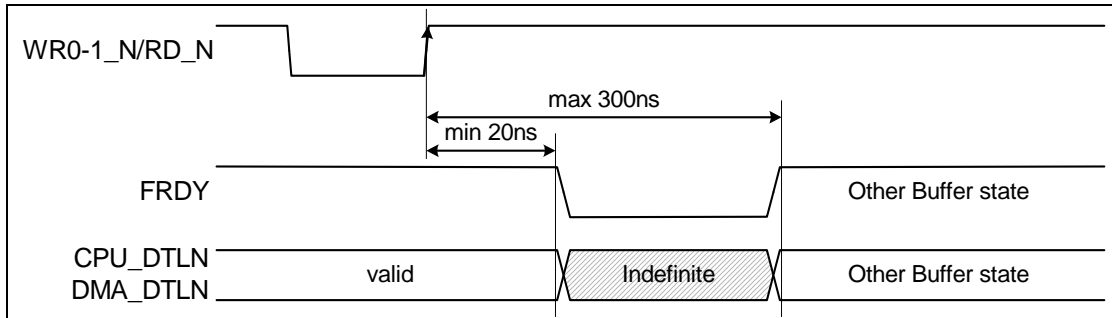 WR0-1_N/RD_N
max 300ns
min 20ns
FRDY
Other Buffer state
CPU_DTLN
DMA_DTLN
valid
Indefinite
Other Buffer state